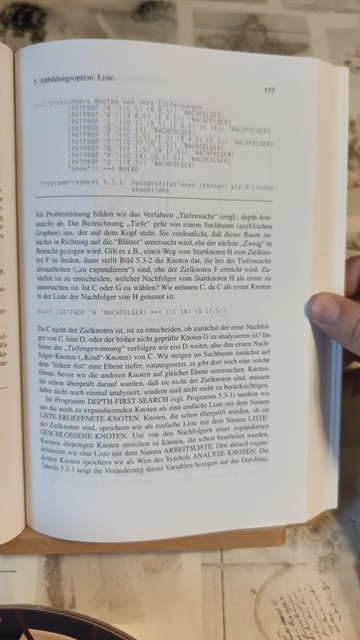 5. Abbildungsoption: Liste
153
;;;; Erreichbare Knoten und ihre Entfernungen
(PUTPROP 'NACHFOLGER)
"Ende")) ==> BUERO
Programmfragment 5.3-1. Hauspoststationen (Knoten) als P-Listen
abgebildet
Als Problemlösung bilden wir das Verfahren „Tiefensuche“ (engl.: depth-first-
search) ab. Die Bezeichnung „Tiefe“ geht von einem Suchbaum (azyklischen
Graphen) aus, der auf dem Kopf steht. Sie verdeutlicht, daß dieser Baum zu-
nächst in Richtung auf die “Blätter“ untersucht wird, ehe der nächste „Zweig“ in
Betracht gezogen wird. Gilt es z.B., einen Weg vom Startknoten H zum Zielkno-
ten F zu finden, dann stellt Bild 5.3-2 die Knoten dar, die bei der Tiefensuche
abzuarbeiten („zu expandieren“) sind, ehe der Zielknoten F erreicht wird. Zu-
nächst ist zu entscheiden, welcher Nachfolger vom Startknoten H als erster zu
untersuchen ist. Ist C oder G zu wählen? Wir nehmen C, da C als erster Knoten
in der Liste der Nachfolger von H genannt ist.
eval> (GETPROP 'H 'NACHFOLGER) ==> ((C 14) (G 17.5))
Da C nicht der Zielknoten ist, ist zu entscheiden, ob zunächst der erste Nachfol-
ger von C, hier D, oder der bisher nicht geprüfte Knoten G zu analysieren ist? Im
Sinne der „Tiefengewinnung“ verfolgen wir erst D weiter, also den ersten Nach-
folger-Knoten („Kind“-Knoten) von C. Wir steigen im Suchbaum zunächst auf
dem “linken Ast“ eine Ebene tiefer, vorausgesetzt, es gibt dort noch eine solche
Ebene, bevor wir die anderen Knoten auf gleicher Ebene untersuchen. Knoten,
die schon überprüft darauf wurden, daß sie nicht der Zielknoten sind, müssen
dabei nicht noch einmal analysiert, sondern sind nicht mehr zu berücksichtigen.
Im Programm DEPTH-FIRST-SEARCH (vgl. Programm 5.3-1) merken wir
uns die noch zu expandierenden Knoten als eine einfache Liste mit dem Namen
LISTE-EROEFFNETE-KNOTEN. Knoten, die schon überprüft wurden, ob sie
der Zielknoten sind, speichern wir als einfache Liste mit dem Namen LISTE-
GESCHLOSSENE-KNOTEN. Um von den Nachfolgern eines expandierten
Knotens diejenigen Knoten streichen zu können, die schon bearbeitet wurden,
definieren wir eine Liste mit dem Namen ARBEITSLISTE. Den aktuell expan-
dierten Knoten speichern wir als Wert des Symbols ANALYSE-KNOTEN. Die
Tabelle 5.3-1 zeigt die Veränderung dieser Variablen bezogen auf das Durchlau-